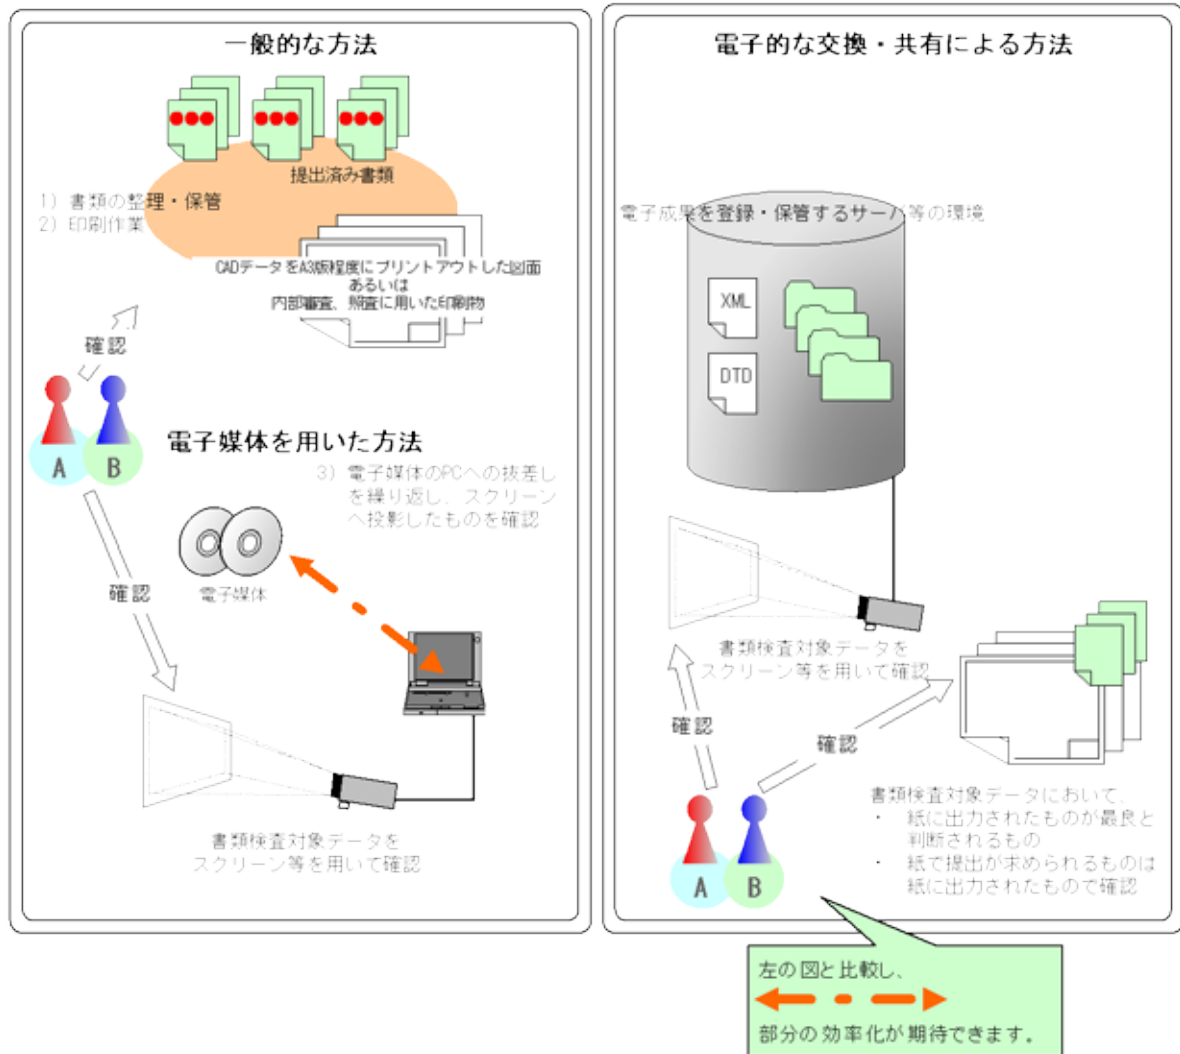 一般的な方法
提出済み書類
1) 書類の整理・保管
2) 印刷作業
CADデータをA3版程度にプリントアウトした図面
あるいは
内部審査、照査に用いた印刷物
確認
A
B
電子媒体を用いた方法
3) 電子媒体のPCへの抜差し
を繰り返し、スクリーン
へ投影したものを確認
電子媒体
確認
書類検査対象データを
スクリーン等を用いて確認
電子的な交換・共有による方法
電子成果を登録・保管するサーバ等の環境
XML
DTD
書類検査対象データを
スクリーン等を用いて確認
確認
確認
A
B
書類検査対象データにおいて、
・ 紙に出力されたものが最良と
判断されるもの
・ 紙で提出が求められるものは
紙に出力されたもので確認
左の図と比較し、
部分の効率化が期待できます。